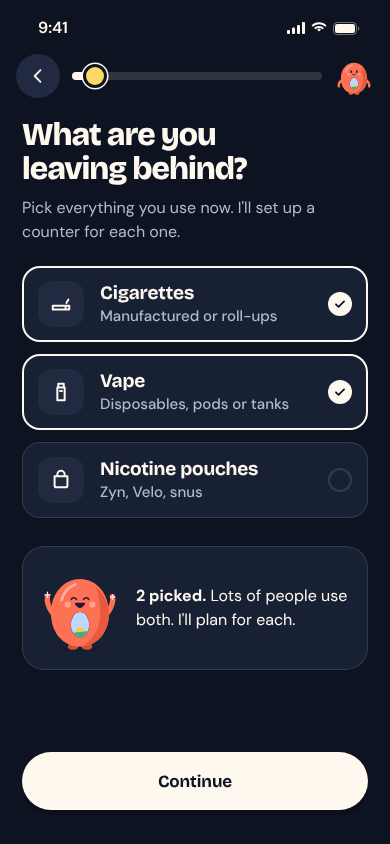 9:41
What are you
leaving behind?
Pick everything you use now. I'll set up a
counter for each one.
Cigarettes
Manufactured or roll-ups
Vape
Disposables, pods or tanks
Nicotine pouches
Zyn, Velo, snus
2 picked. Lots of people use
both. I'll plan for each.
Continue